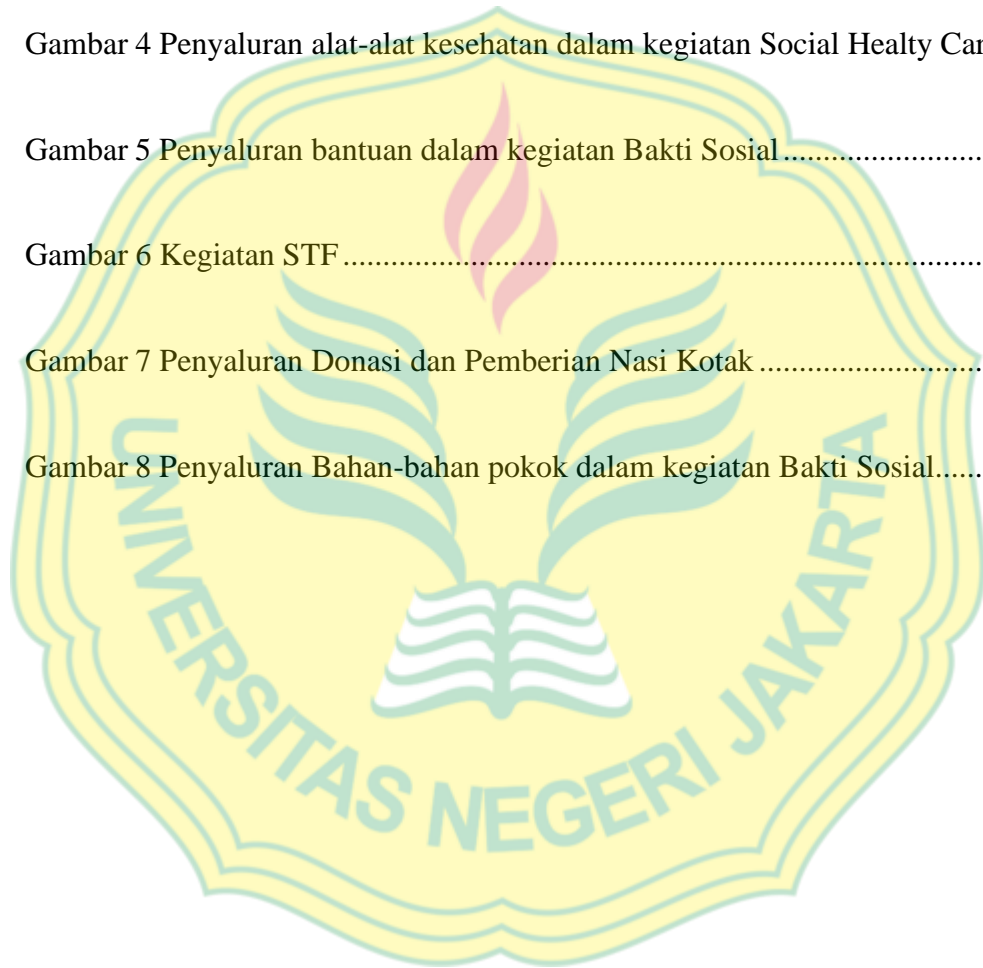 Gambar 4 Penyaluran alat-alat kesehatan dalam kegiatan Social Healty
Gambar 5 Penyaluran bantuan dalam kegiatan Bakti Sosial........................
Gambar 6 Kegiatan STF................................................................................
Gambar 7 Penyaluran Donasi dan Pemberian Nasi Kotak............................
Gambar 8 Penyaluran Bahan-bahan pokok dalam kegiatan Bakti Sosial......
UNIVERSITAS NEGERI JAKARTA